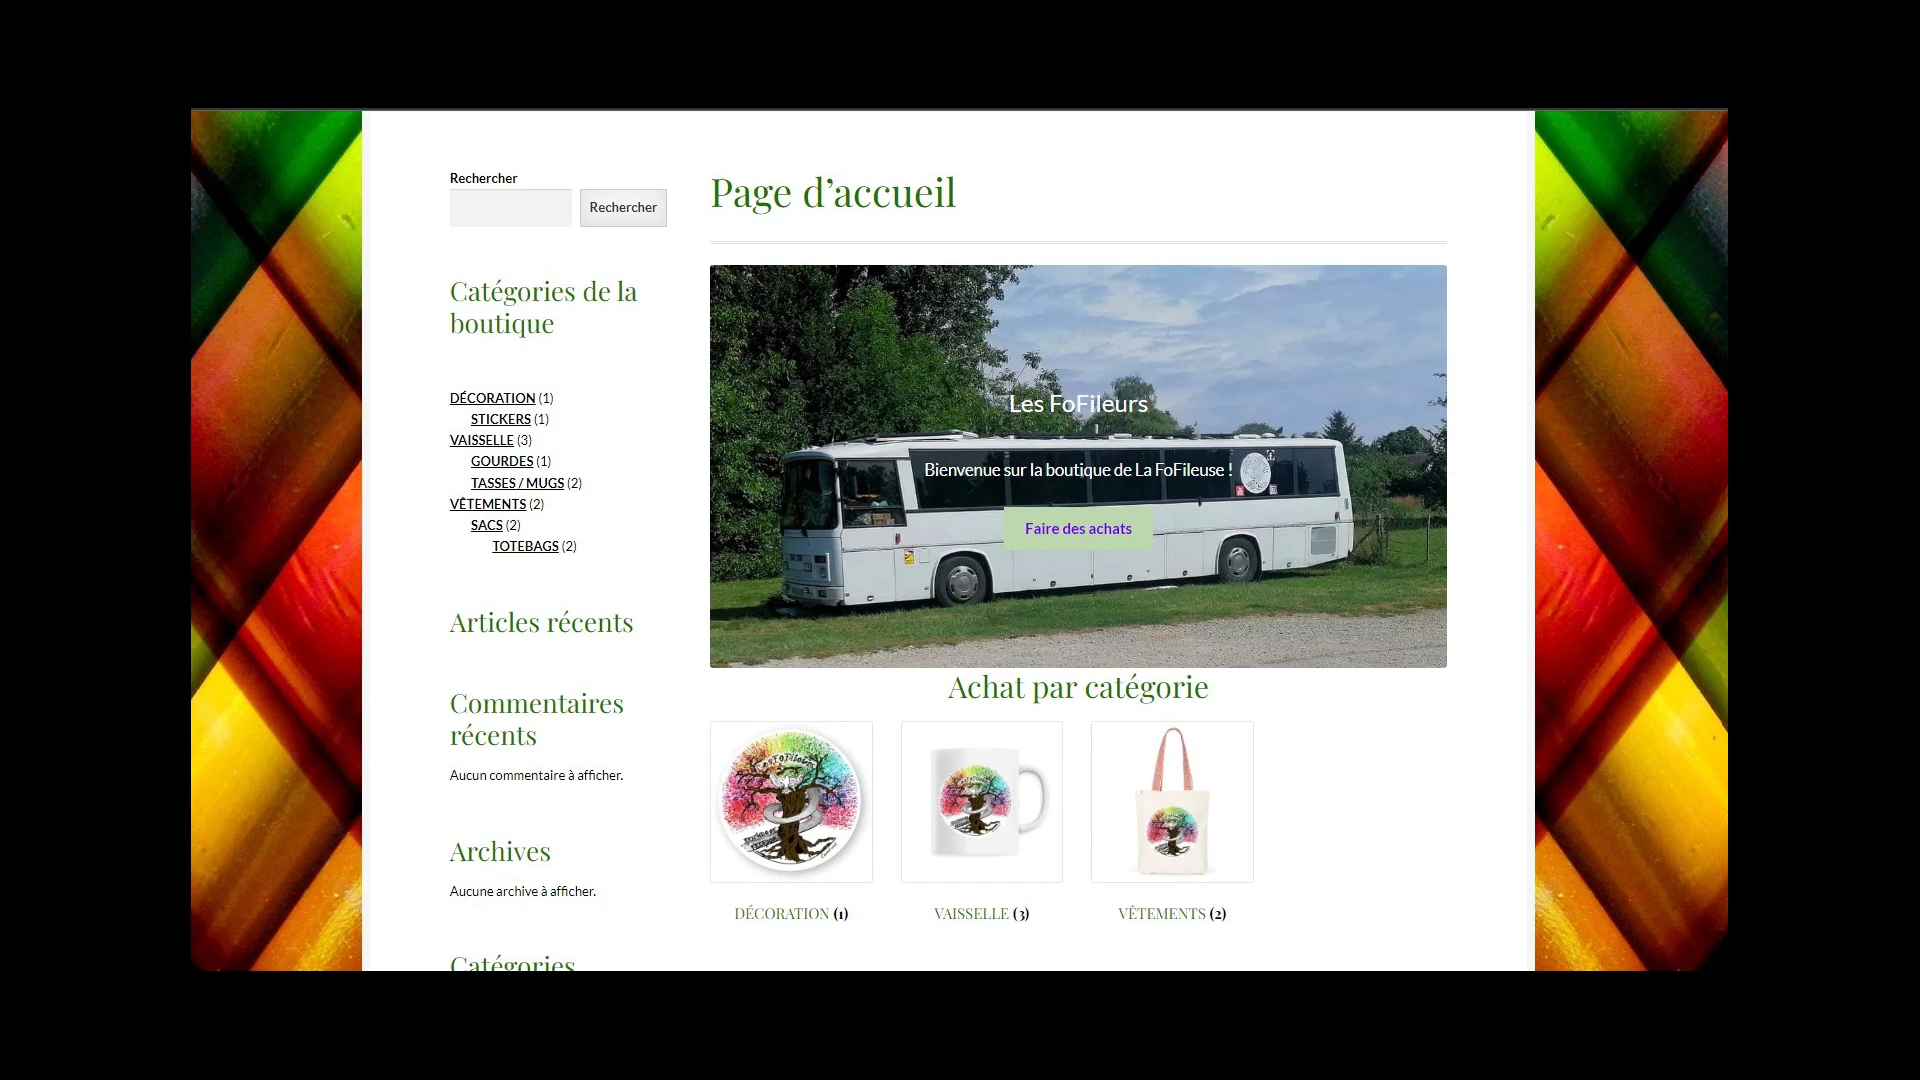 Rechercher
Rechercher
Catégories de la
boutique
DÉCORATION (1)
STICKERS (1)
VAISSELLE (3)
GOURDES (1)
TASSES / MUGS (2)
VÊTEMENTS (2)
SACS (2)
TOTEBAGS (2)
Articles récents
Commentaires
récents
Aucun commentaire à afficher.
Archives
Aucune archive à afficher.
Catégories
Page d’accueil
Les FoFileurs
Bienvenue sur la boutique de La FoFileuse !
Faire des achats
Achat par catégorie
LesFoFileurs
DÉCORATION (1)
VAISSELLE (3)
VÊTEMENTS (2)